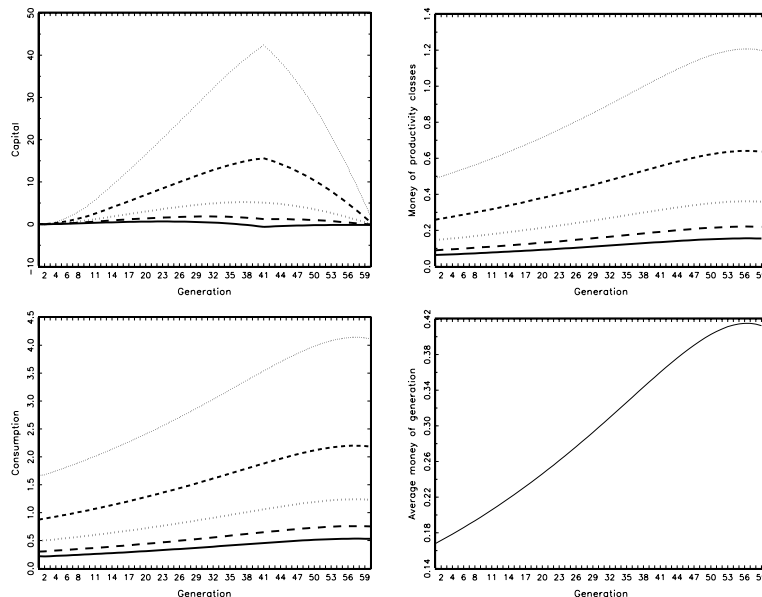 50
40
30
20
10
0
−10
Capital
2 4 6 8 11 14 17 20 23 26 29 32 35 38 41 44 47 50 53 56 59
Generation
1.4
1.2
1.0
0.8
0.6
0.4
0.2
0.0
Money of productivity classes
2 4 6 8 11 14 17 20 23 26 29 32 35 38 41 44 47 50 53 56 59
Generation
4.5
4.0
3.5
3.0
2.5
2.0
1.5
1.0
0.5
0.0
Consumption
2 4 6 8 11 14 17 20 23 26 29 32 35 38 41 44 47 50 53 56 59
Generation
0.42
0.38
0.34
0.30
0.26
0.22
0.18
0.14
Average money of generation
2 4 6 8 11 14 17 20 23 26 29 32 35 38 41 44 47 50 53 56 59
Generation